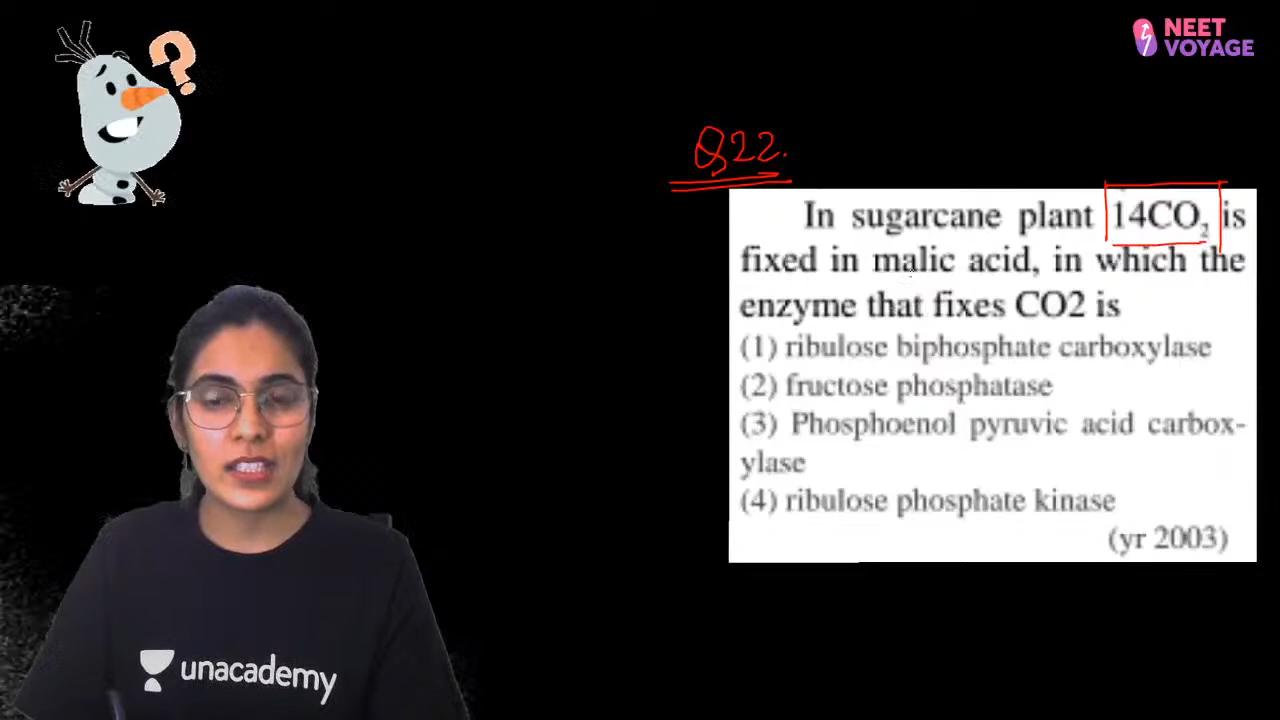 NEET
VOYAGE
Q22.
In sugarcane plant 14CO₂ is
fixed in malic acid, in which the
enzyme that fixes CO2 is
(1) ribulose biphosphate carboxylase
(2) fructose phosphatase
(3) Phosphoenol pyruvic acid carbox-
ylase
(4) ribulose phosphate kinase
(yr 2003)
unacademy